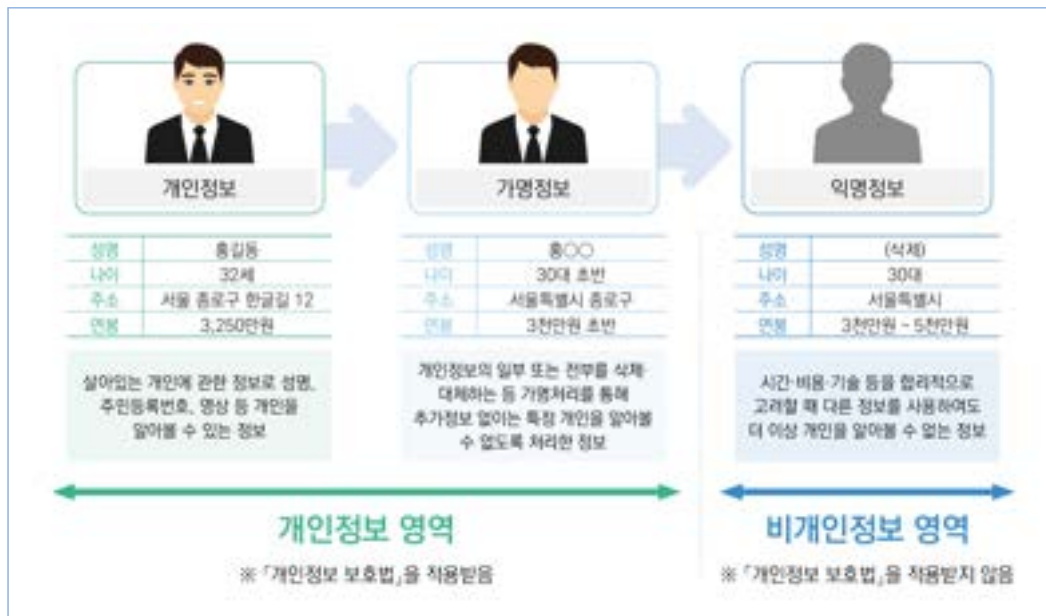 개인정보
가명정보
익명정보
성명 홍길동
나이 32세
주소 서울 종로구 한글길 12
연봉 3,250만원
성명 홍○○
나이 30대 초반
주소 서울특별시 종로구
연봉 3천만원 초반
성명 (삭제)
나이 30대
주소 서울특별시
연봉 3천만원 ~ 5천만원
살아있는 개인에 관한 정보로 성명,
주민등록번호, 영상 등 개인을
알아볼 수 있는 정보
개인정보의 일부 또는 전부를 삭제·
대체하는 등 가명처리를 통해
추가정보 없이는 특정 개인을 알아볼
수 없도록 처리한 정보
시간·비용·기술 등을 합리적으로
고려할 때 다른 정보를 사용하여도
더 이상 개인을 알아볼 수 없는 정보
개인정보 영역
※「개인정보 보호법」을 적용받음
비개인정보 영역
※「개인정보 보호법」을 적용받지 않음